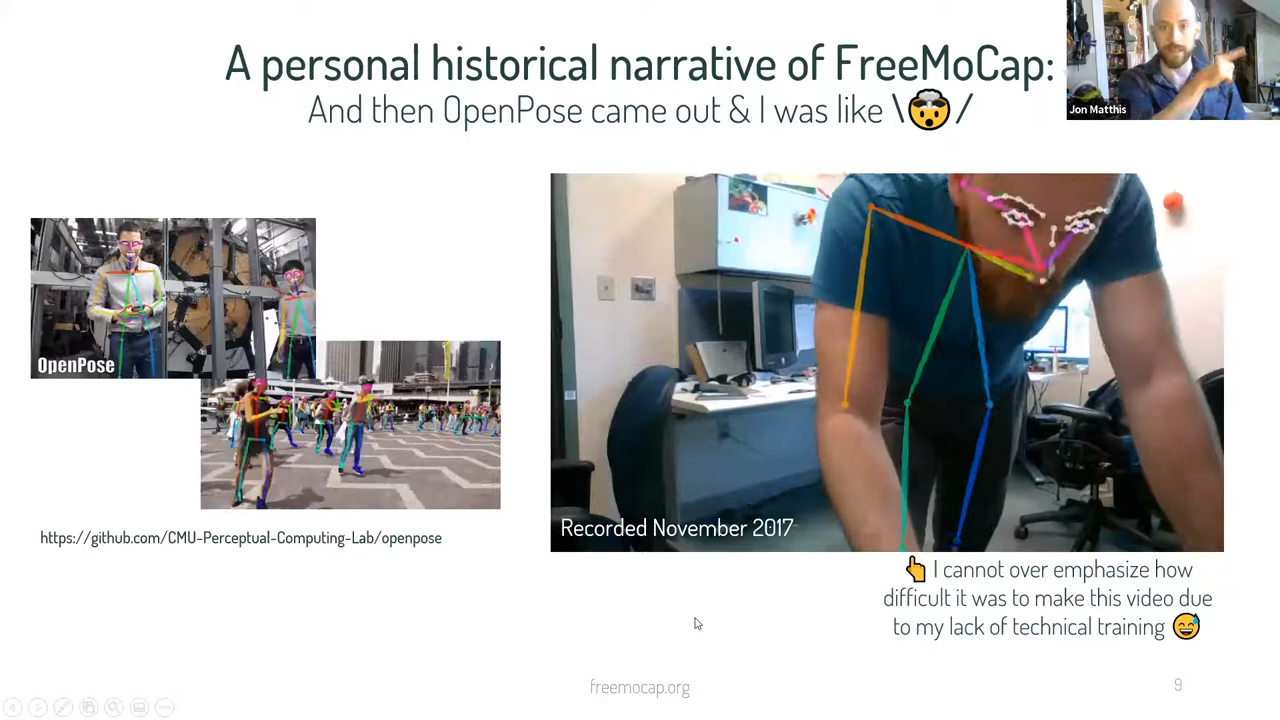 A personal historical narrative of FreeMoCap:
And then OpenPose came out & I was like \🤯/
Jon Matthis
OpenPose
https://github.com/CMU-Perceptual-Computing-Lab/openpose
Recorded November 2017
👆 I cannot over emphasize how
difficult it was to make this video due
to my lack of technical training 😅
freemocap.org
9